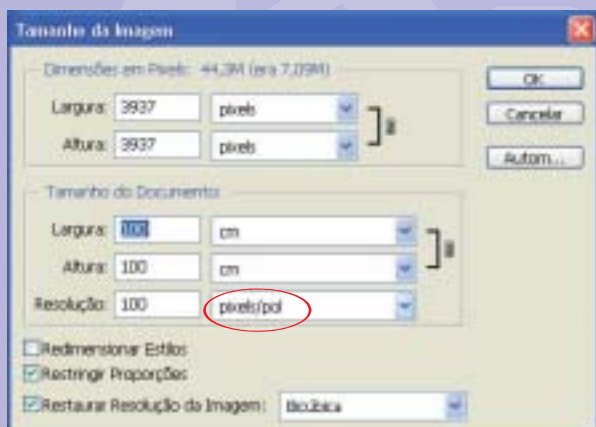 Tamanho da Imagem
Dimensões em Pixels: 44,3M (era 7,09M)
OK
Largura: 3937 pixels
Cancelar
Altura: 3937 pixels
Autom...
Tamanho do Documento:
Largura: 100 cm
Altura: 100 cm
Resolução: 100 pixels/pol
Redimensionar Estilos
Restringir Proporções
Restaurar Resolução da Imagem: Bicúbica